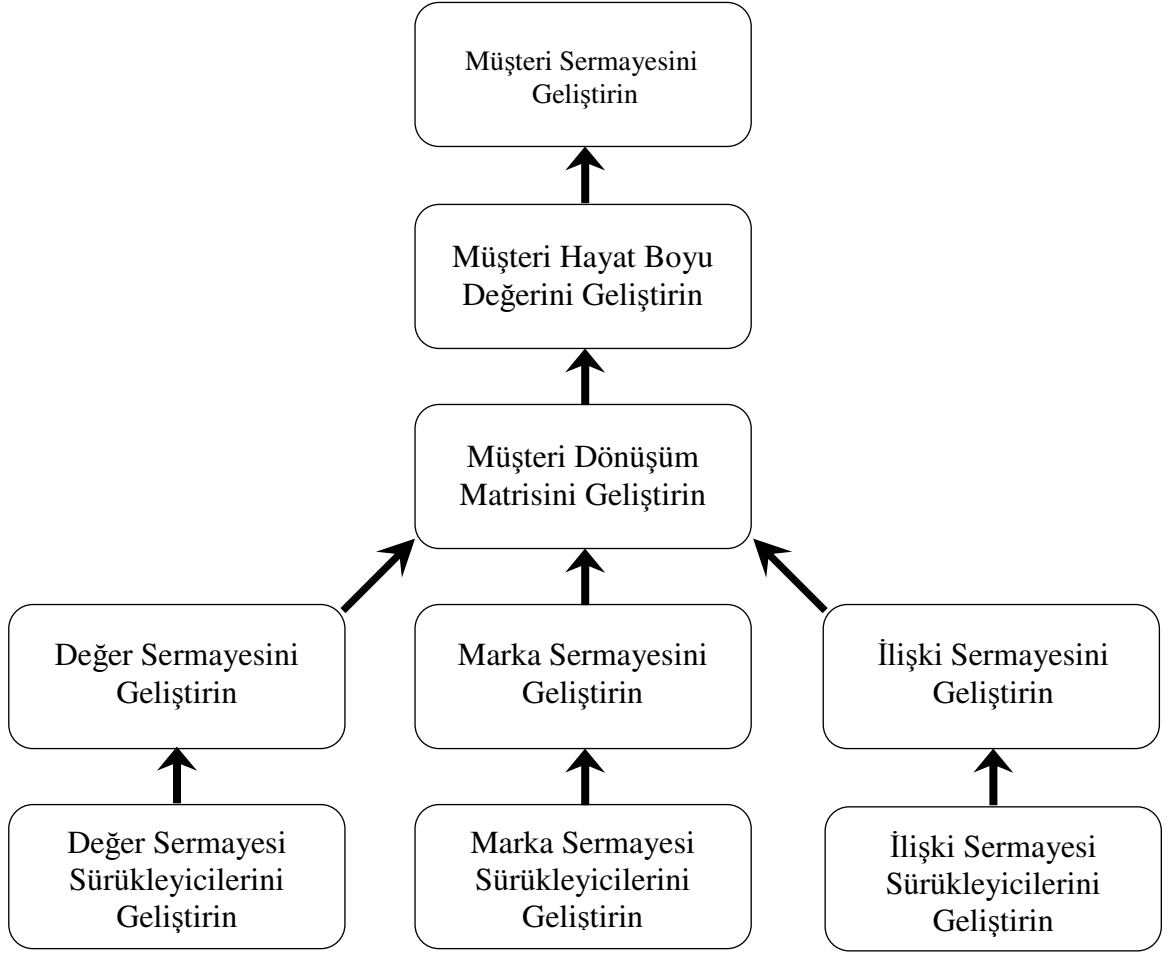 Müşteri Sermayesini
Geliştirin
Müşteri Hayat Boyu
Değerini Geliştirin
Müşteri Dönüşüm
Matrisini Geliştirin
Değer Sermayesini
Geliştirin
Marka Sermayesini
Geliştirin
İlişki Sermayesini
Geliştirin
Değer Sermayesi
Sürükleyicilerini
Geliştirin
Marka Sermayesi
Sürükleyicilerini
Geliştirin
İlişki Sermayesi
Sürükleyicilerini
Geliştirin